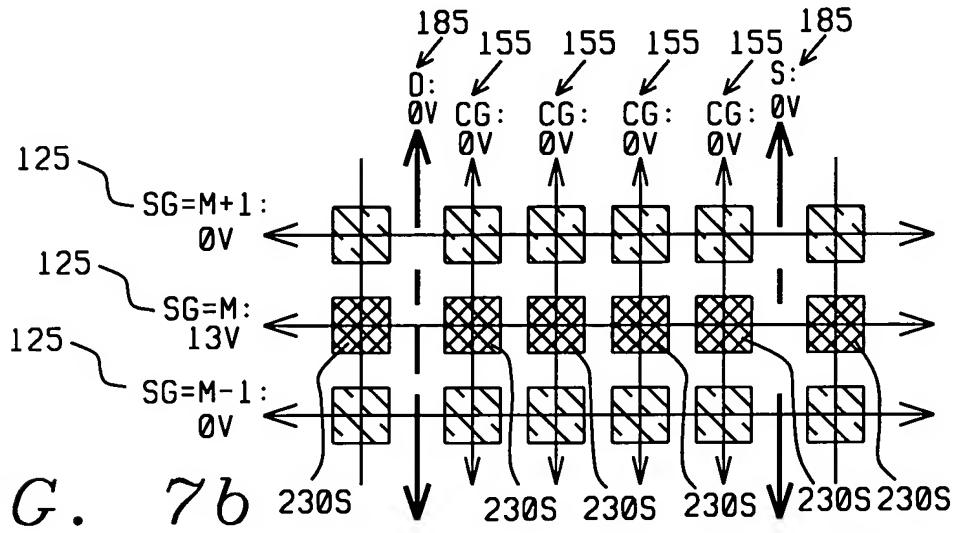 185
155 155 155 155
185
D:
0V
CG: CG: CG: CG:
0V 0V 0V 0V
S:
0V
125
SG=M+1:
0V
125
SG=M:
13V
125
SG=M-1:
0V
230S 230S 230S 230S 230S 230S
G. 7b